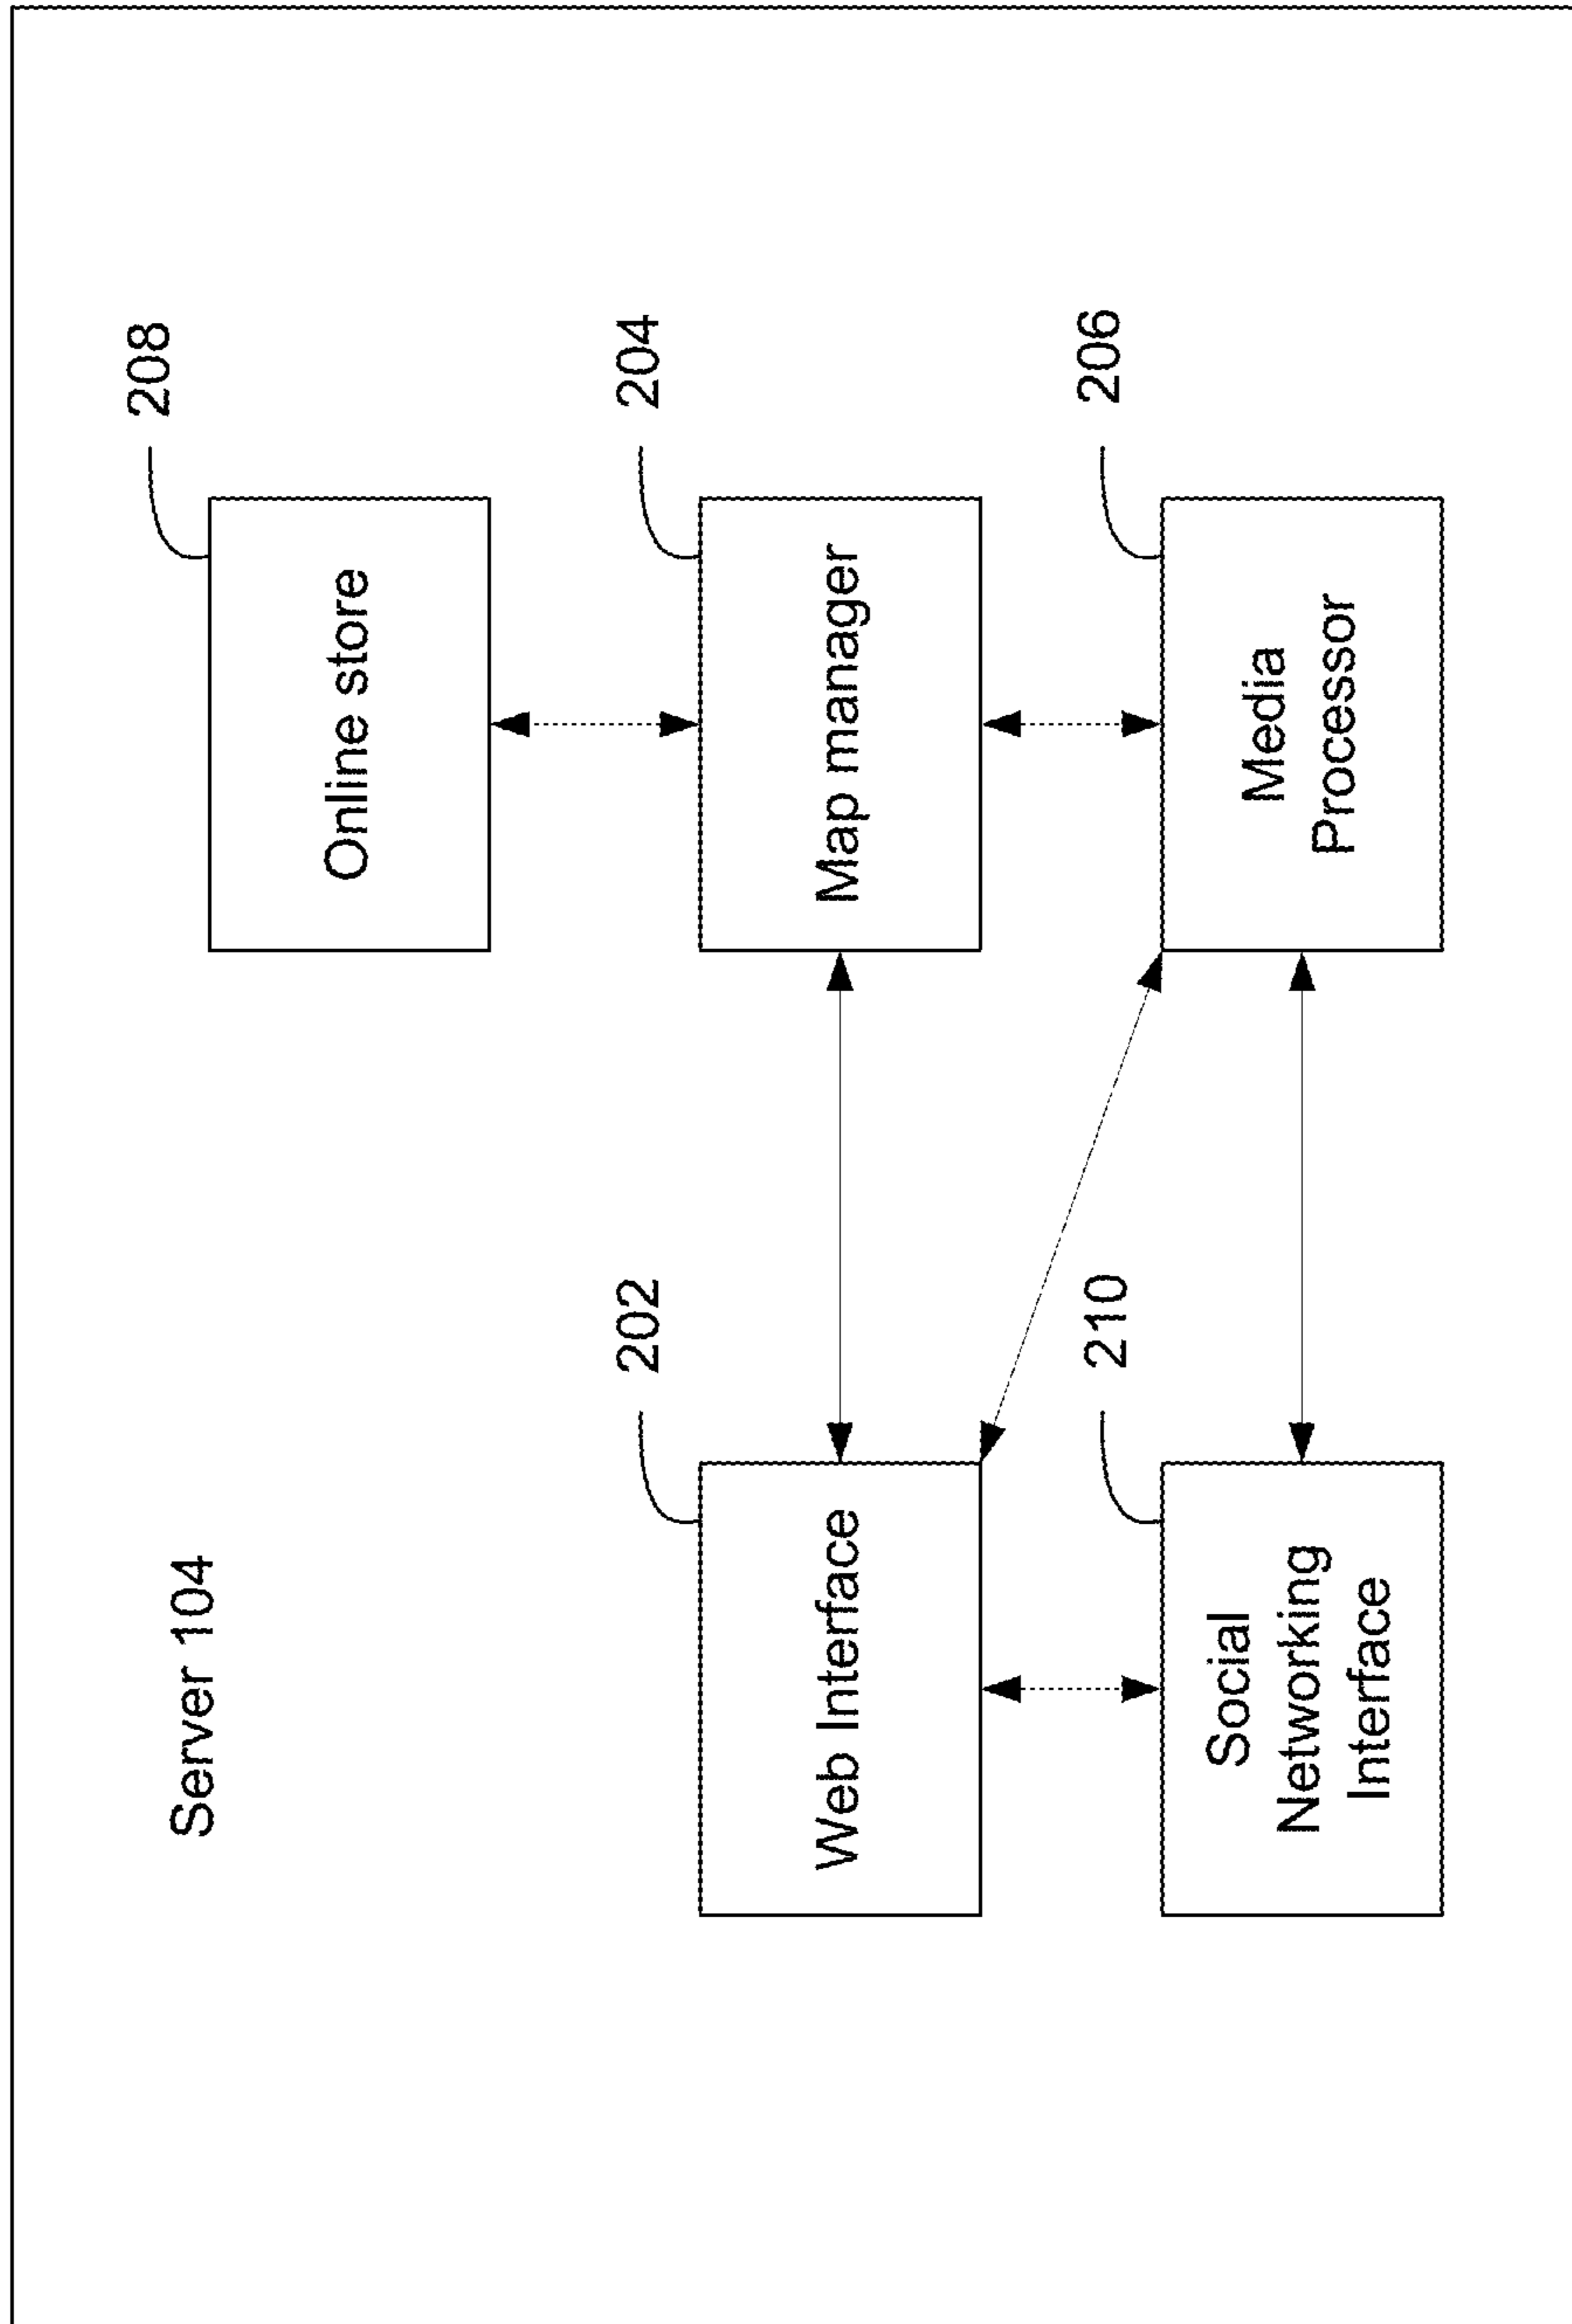 Server 104
208
Online store
202
Web Interface
204
Map manager
210
Social
Networking
Interface
206
Media
Processor